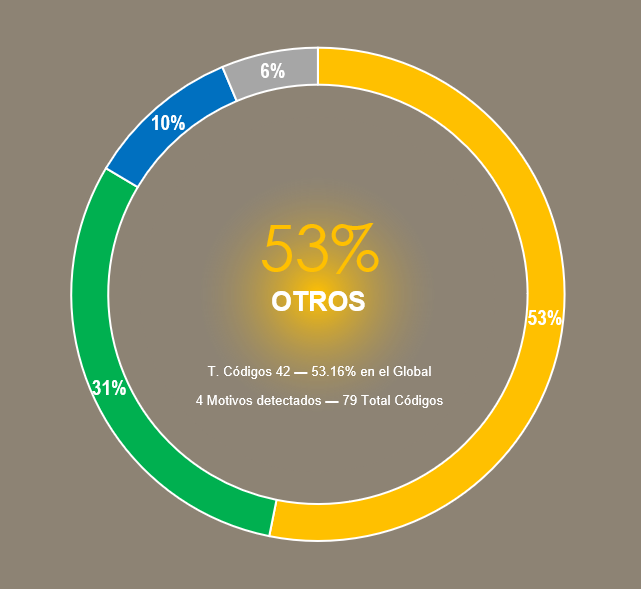 6%
10%
53%
OTROS
53%
T. Códigos 42 — 53.16% en el Global
31%
4 Motivos detectados — 79 Total Códigos